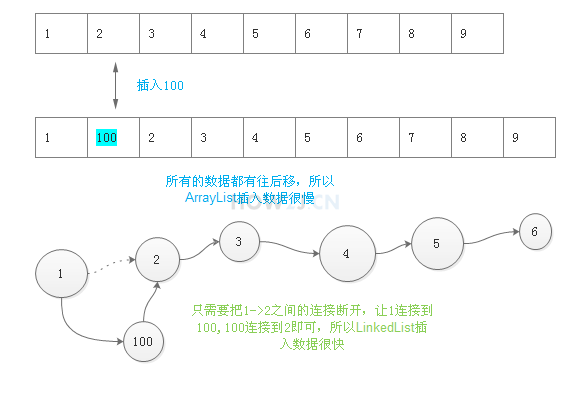 1 2 3 4 5 6 7 8 9
插入100
1 100 2 3 4 5 6 7 8 9
所有的数据都有往后移，所以
ArrayList插入数据很慢
HOW2J.CN
1 2 3 4 5 6
100
只需要把1->2之间的连接断开，让1连接到
100,100连接到2即可，所以LinkedList插
入数据很快